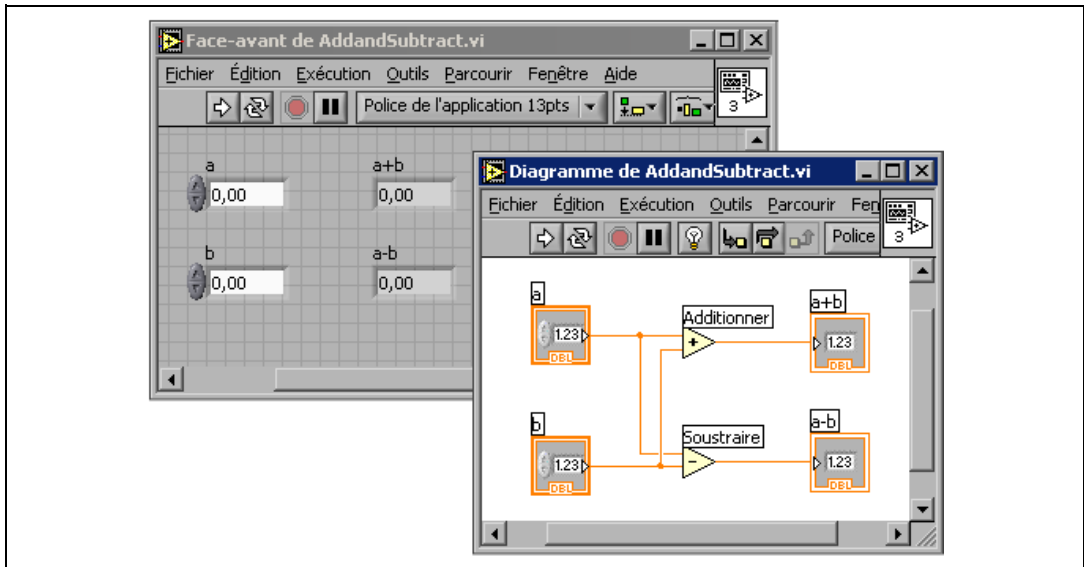 Face-avant de AddandSubtract.vi
Fichier Édition Exécution Outils Parcourir Fenêtre Aide
Police de l'application 13pts
3
a
0,00
a+b
0,00
b
0,00
a-b
0,00
Diagramme de AddandSubtract.vi
Fichier Édition Exécution Outils Parcourir Fen
Police
3
a
1.23
DBL
Additionner
+
a+b
1.23
DBL
b
1.23
DBL
Soustraire
-
a-b
1.23
DBL